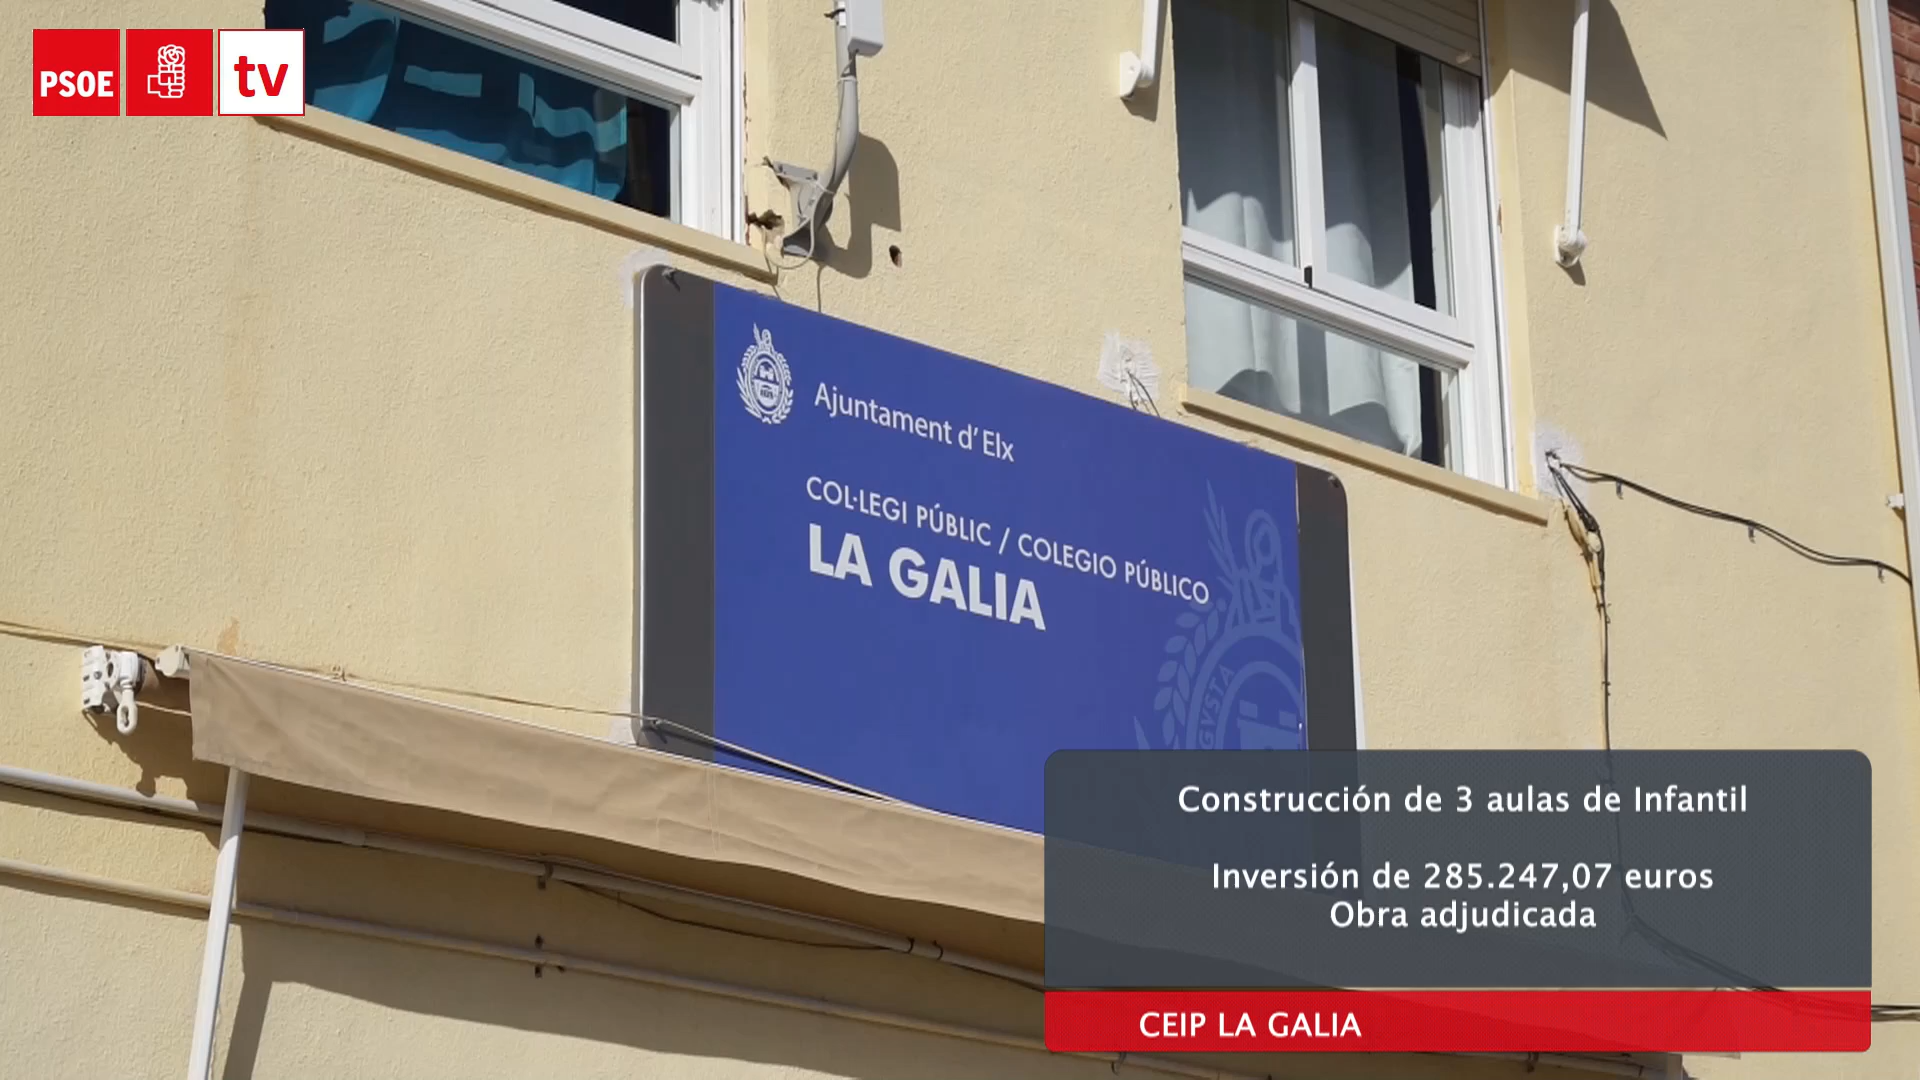 PSOE tv
Ajuntament d'Elx
COL·LEGI PÚBLIC / COLEGIO PÚBLICO
LA GALIA
GVSTA
Construcción de 3 aulas de Infantil
Inversión de 285.247,07 euros
Obra adjudicada
CEIP LA GALIA